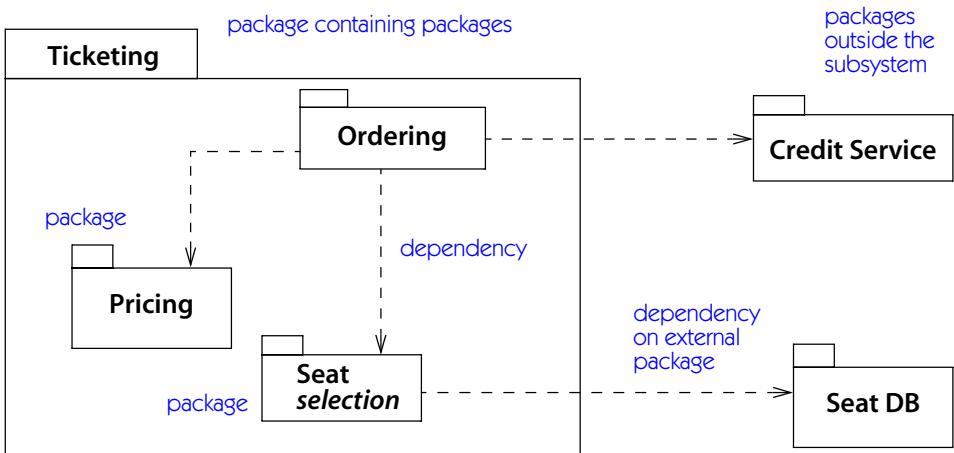 package containing packages
packages
outside the
subsystem
Ticketing
Ordering
Credit Service
package
dependency
Pricing
dependency
on external
package
Seat
selection
package
Seat DB